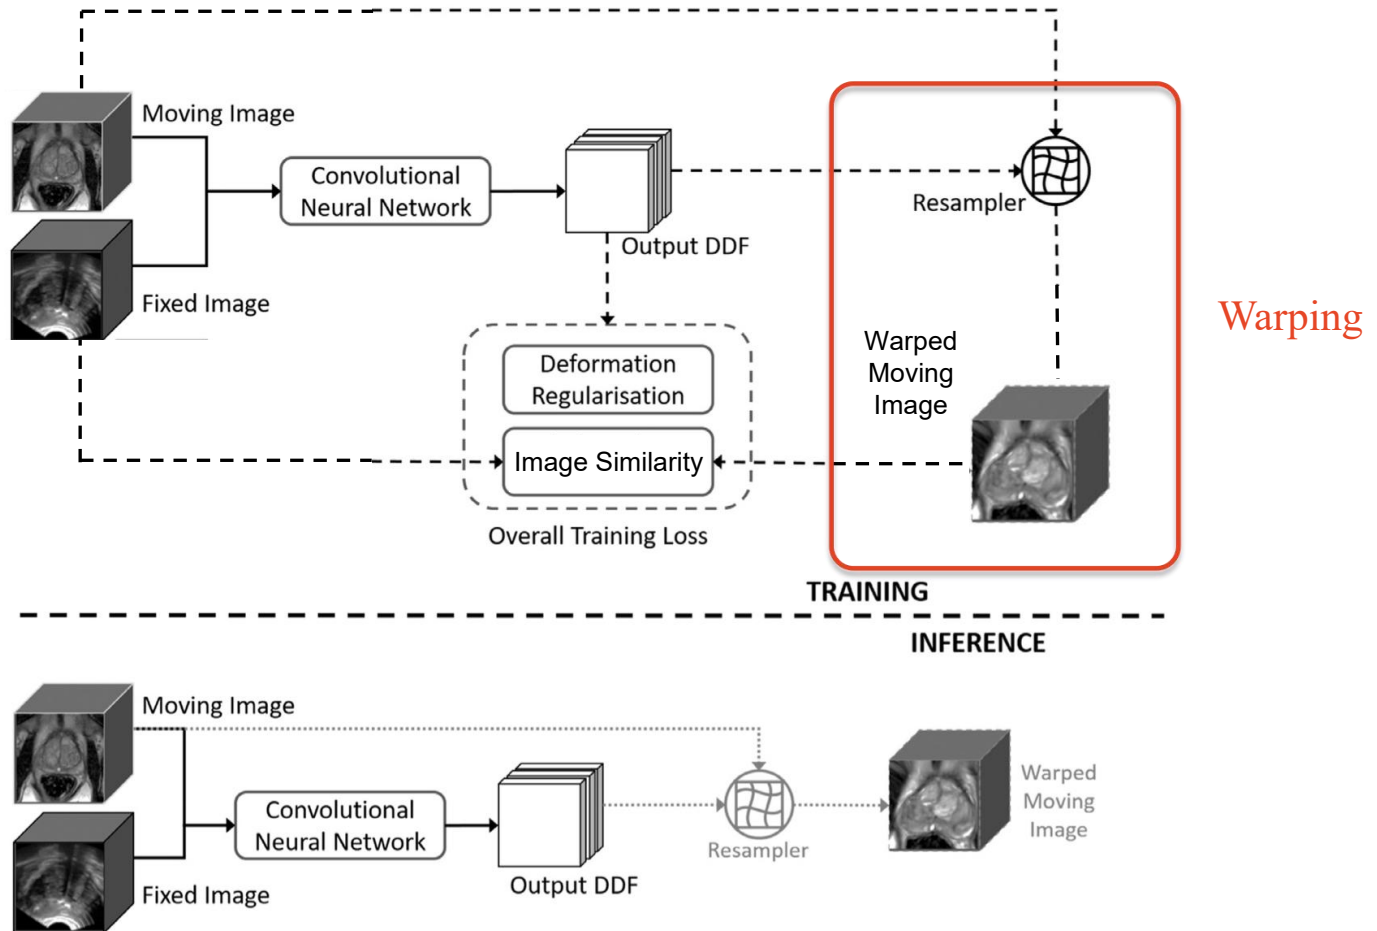 Moving Image
Convolutional
Neural Network
Resampler
Output DDF
Fixed Image
Warping
Warped
Moving
Image
Deformation
Regularisation
Image Similarity
Overall Training Loss
TRAINING
INFERENCE
Moving Image
Warped
Moving
Image
Convolutional
Neural Network
Resampler
Output DDF
Fixed Image